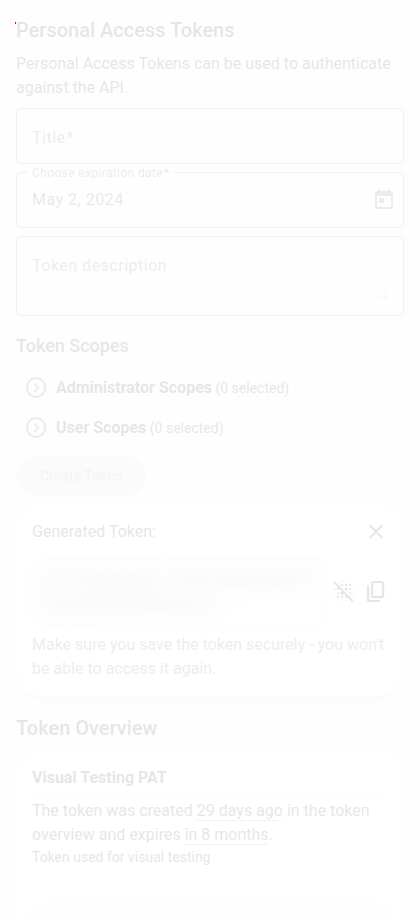 Personal Access Tokens
Personal Access Tokens can be used to authenticate
against the API.
Title*
Choose expiration date*
May 2, 2024
Token description
Token Scopes
Administrator Scopes (0 selected)
User Scopes (0 selected)
Create Token
Generated Token:
Make sure you save the token securely - you won't
be able to access it again.
Token Overview
Visual Testing PAT
The token was created 29 days ago in the token
overview and expires in 8 months.
Token used for visual testing